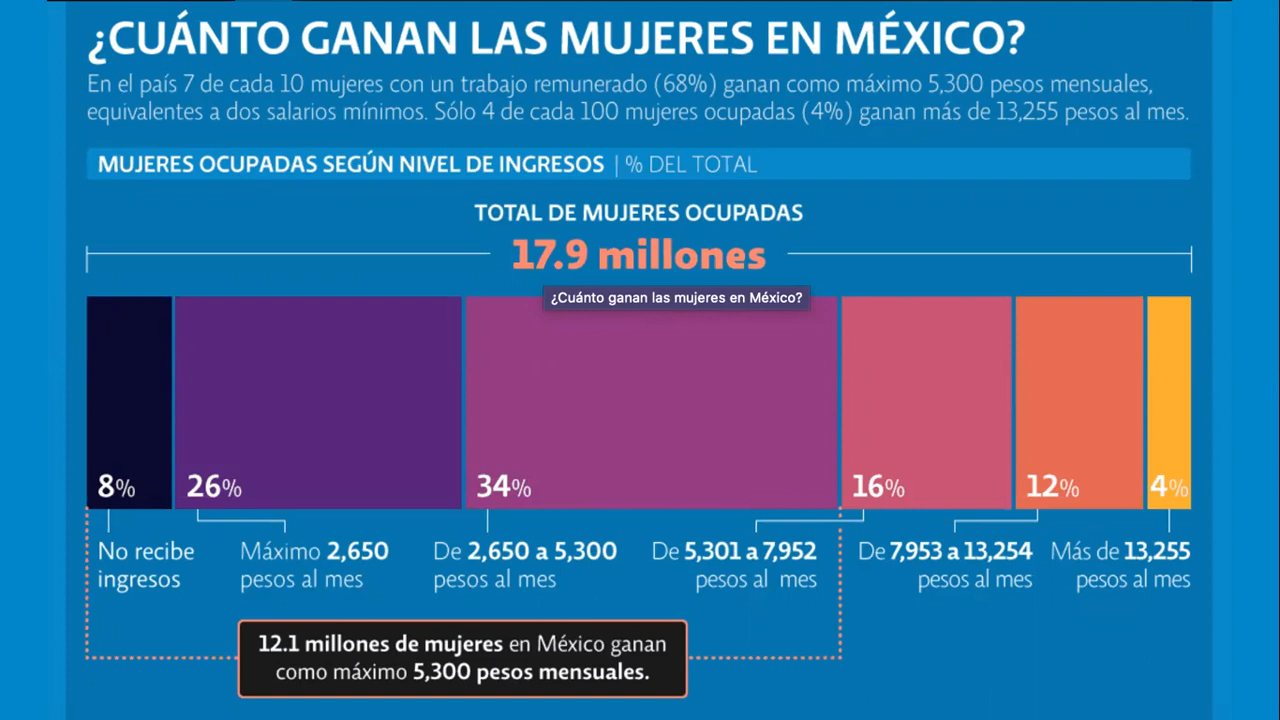 ¿CUÁNTO GANAN LAS MUJERES EN MÉXICO?
En el país 7 de cada 10 mujeres con un trabajo remunerado (68%) ganan como máximo 5,300 pesos mensuales,
equivalentes a dos salarios mínimos. Sólo 4 de cada 100 mujeres ocupadas (4%) ganan más de 13,255 pesos al mes.
MUJERES OCUPADAS SEGÚN NIVEL DE INGRESOS | % DEL TOTAL
TOTAL DE MUJERES OCUPADAS
17.9 millones
¿Cuánto ganan las mujeres en México?
8%
26%
34%
16%
12%
4%
No recibe
ingresos
Máximo 2,650
pesos al mes
De 2,650 a 5,300
pesos al mes
De 5,301 a 7,952
pesos al mes
De 7,953 a 13,254
pesos al mes
Más de 13,255
pesos al mes
12.1 millones de mujeres en México ganan
como máximo 5,300 pesos mensuales.